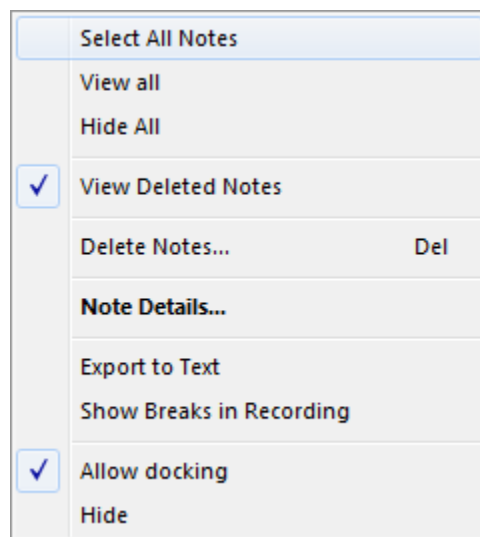 Select All Notes
View all
Hide All
View Deleted Notes
Delete Notes... Del
Note Details...
Export to Text
Show Breaks in Recording
Allow docking
Hide